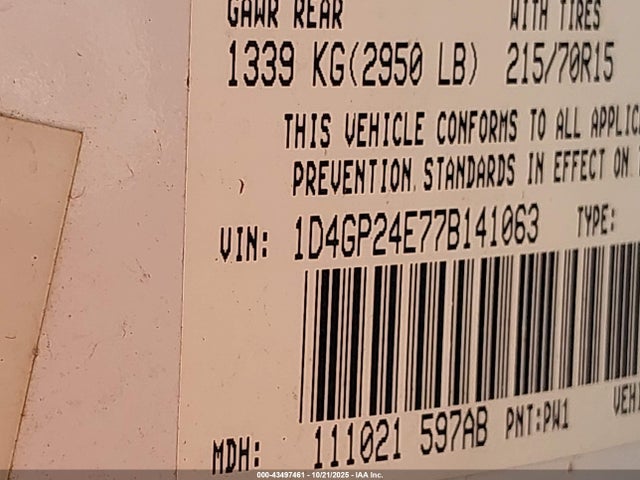 GAWR REAR WITH TIRES
1339 KG(2950 LB) 215/70R15
THIS VEHICLE CONFORMS TO ALL
PREVENTION STANDARDS IN EFFECT ON
VIN: 1D4GP24E77B141063 TYPE:
MDH: 111021 597AB PNT:PW1
000-43497461 - 10/21/2025 - IAA Inc.